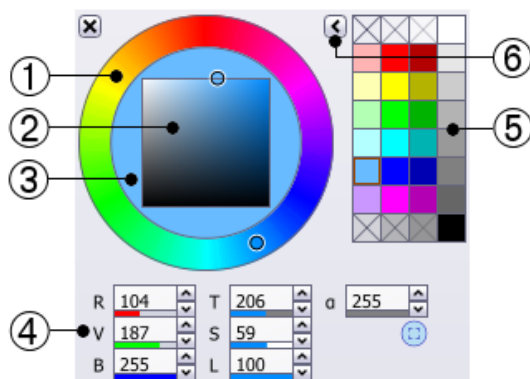 ① ② ③ ④ ⑤ ⑥
R 104 T 206 α 255
V 187 S 59
B 255 L 100